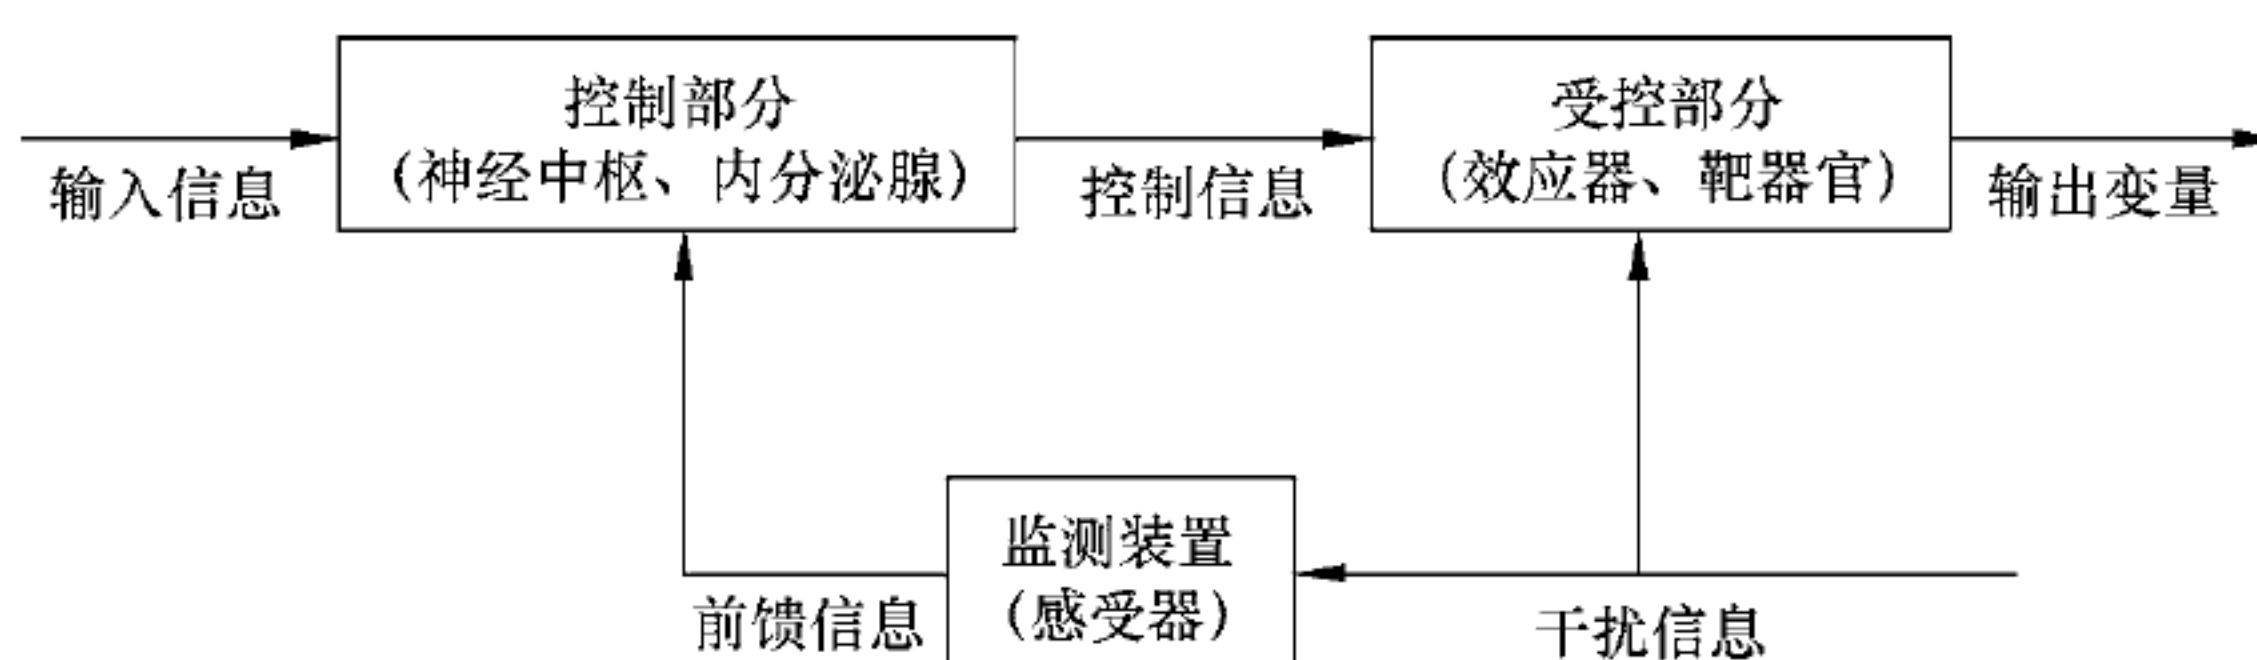 控制部分
(神经中枢、内分泌腺)
受控部分
(效应器、靶器官)
输入信息
控制信息
输出变量
监测装置
(感受器)
前馈信息
干扰信息